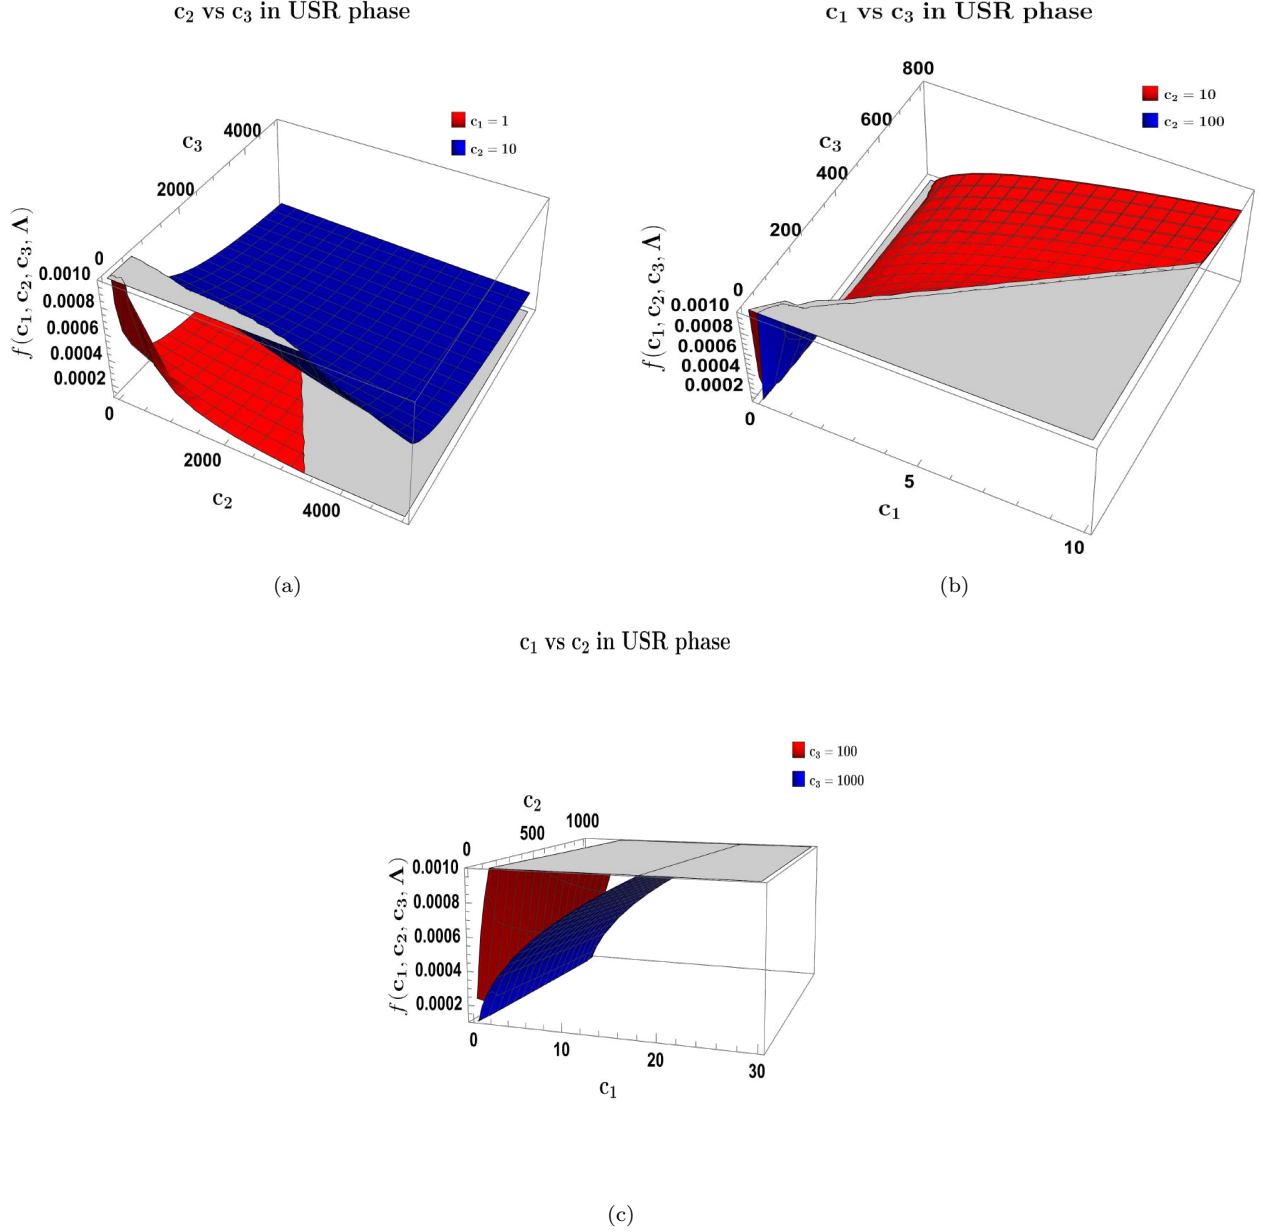 c₂ vs c₃ in USR phase
c₁ = 1
c₂ = 10
c₃
4000
2000
0
f(c₁, c₂, c₃, Λ)
0.0010
0.0008
0.0006
0.0004
0.0002
0
2000
4000
c₂
(a)
c₁ vs c₃ in USR phase
c₂ = 10
c₂ = 100
c₃
800
600
400
200
0
f(c₁, c₂, c₃, Λ)
0.0010
0.0008
0.0006
0.0004
0.0002
0
5
10
c₁
(b)
c₁ vs c₂ in USR phase
c₃ = 100
c₃ = 1000
c₂
0
500
1000
f(c₁, c₂, c₃, Λ)
0.0010
0.0008
0.0006
0.0004
0.0002
0
10
20
30
c₁
(c)